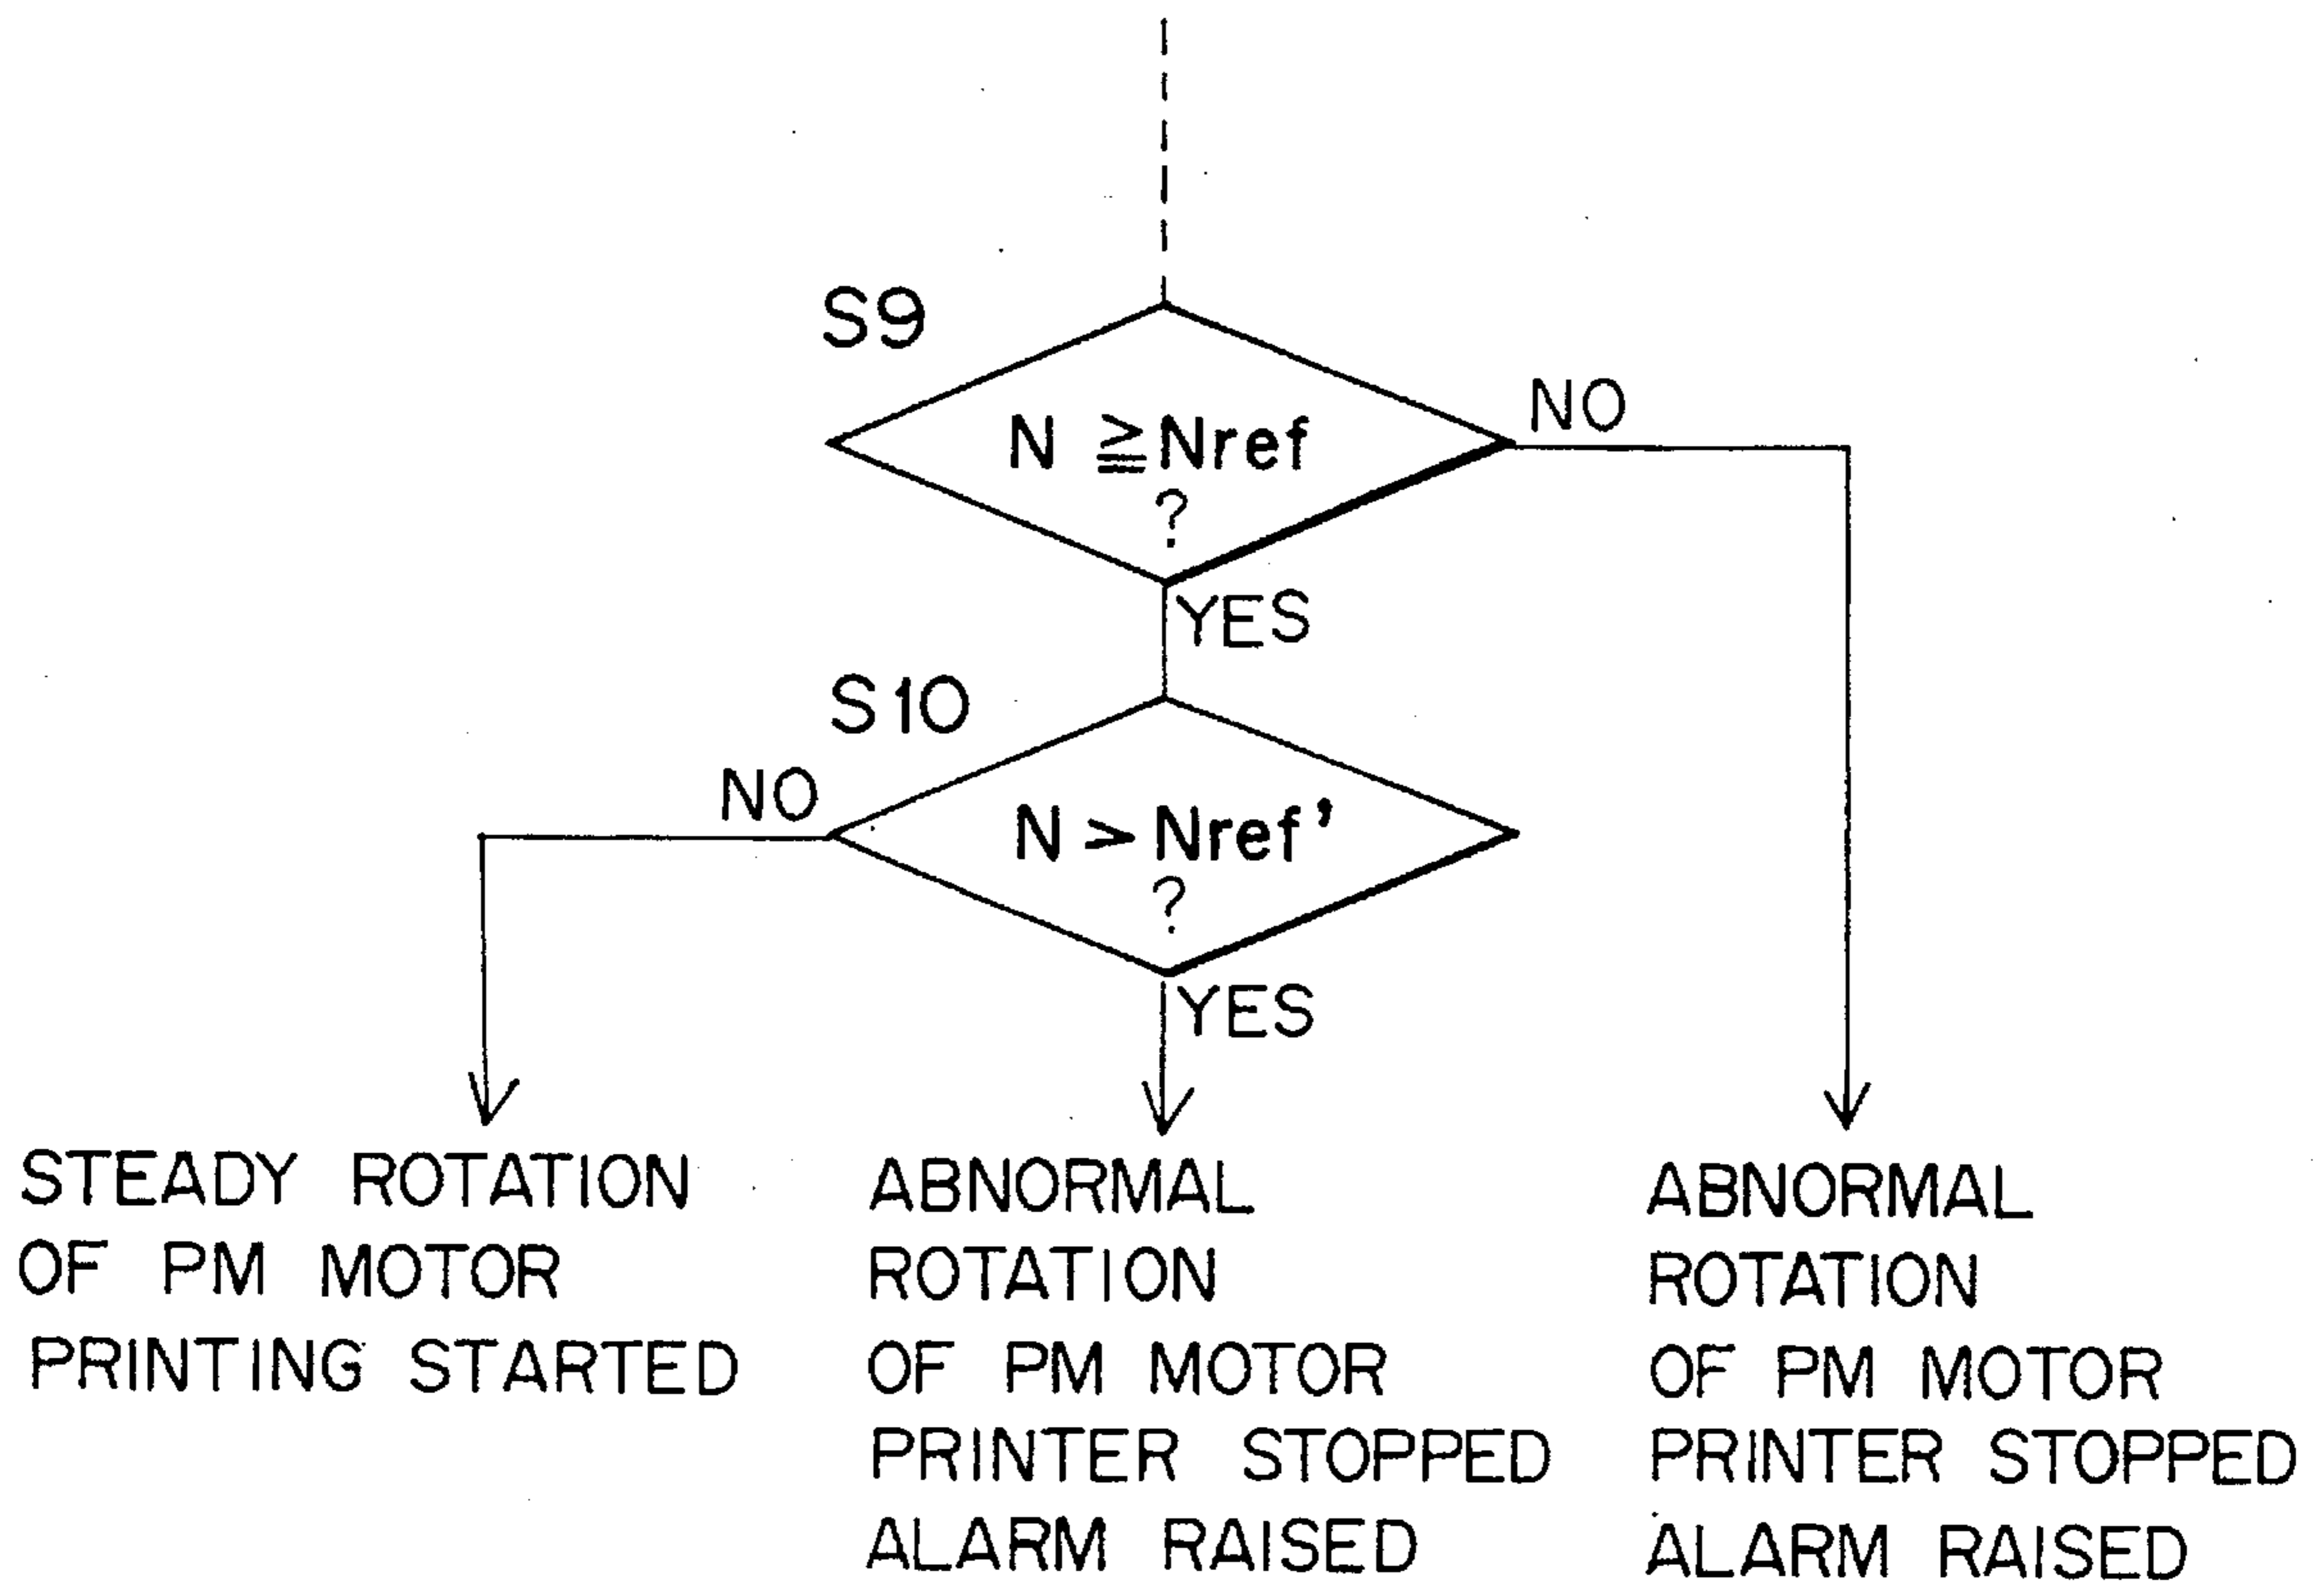 S9
NO
N ≧ Nref
?
YES
S10
NO
N > Nref'
?
YES
STEADY ROTATION
OF PM MOTOR
PRINTING STARTED
ABNORMAL
ROTATION
OF PM MOTOR
PRINTER STOPPED
ALARM RAISED
ABNORMAL
ROTATION
OF PM MOTOR
PRINTER STOPPED
ALARM RAISED